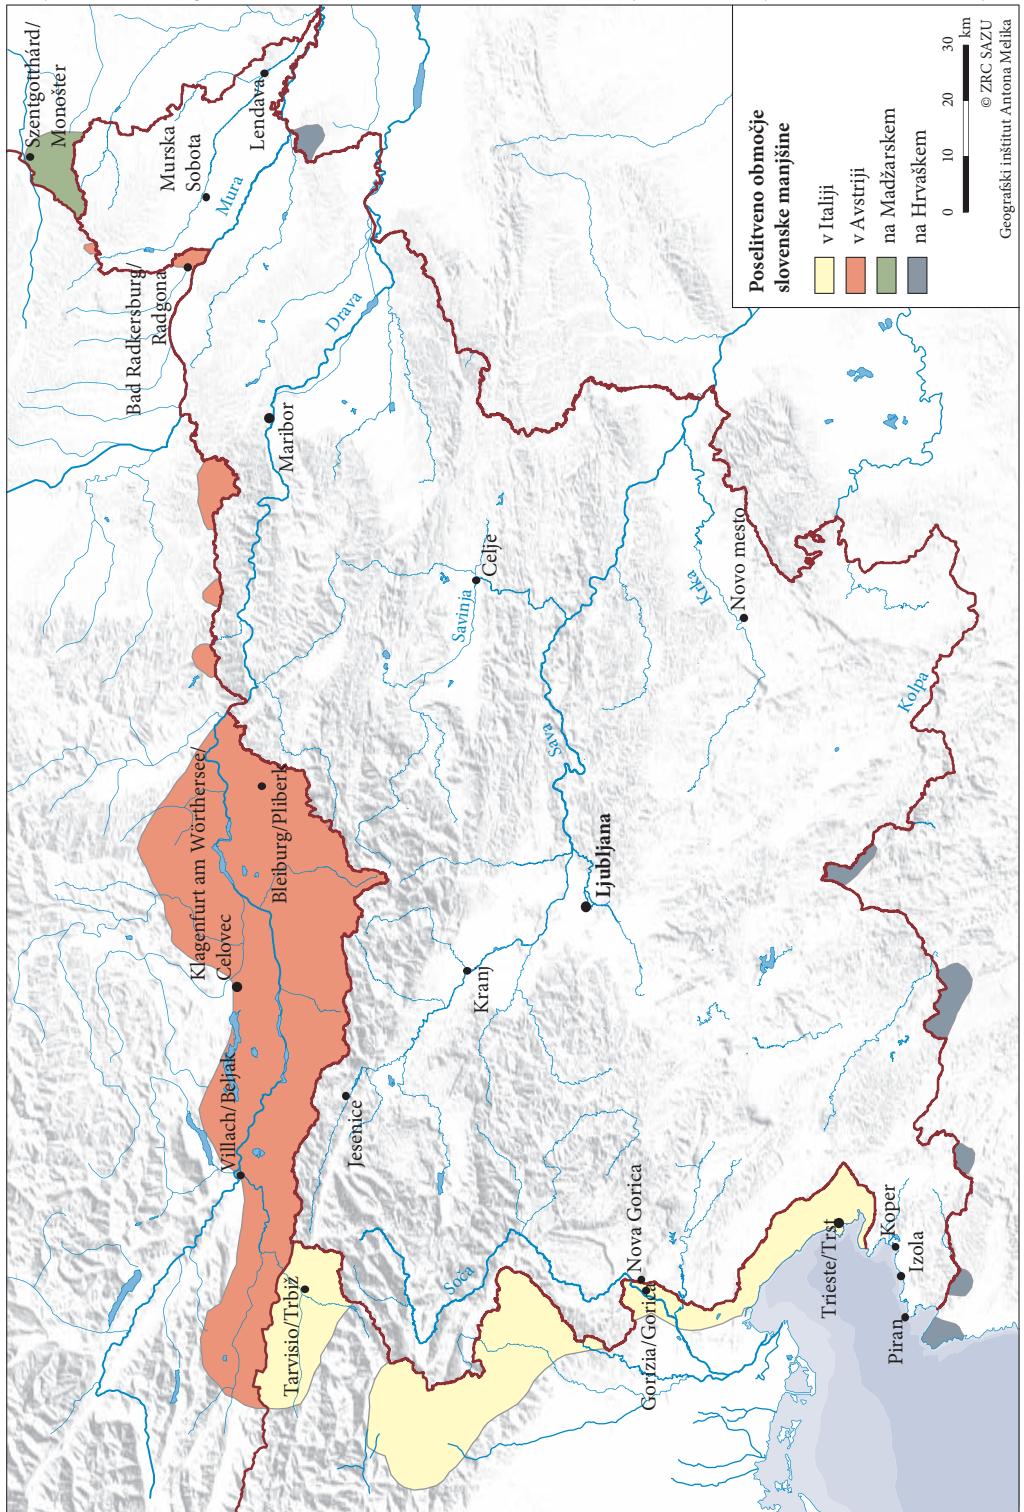 Szentgotthárd/
Monošter
Murska
Sobota
Lendava
Mura
Bad Radkersburg/
Radgona
Drava
Maribor
Klagenfurt am Wörthersee/
Celovec
Bleiburg/Pliberk
Villach/Beljak
Savinja
Celje
Jesenice
Kranj
Sava
Ljubljana
Krka
Novo mesto
Kolpa
Tarvisio/Trbiž
Soča
Nova Gorica
Gorizia/Gorica
Trieste/Trst
Koper
Izola
Piran
Poselitveno območje
slovenske manjšine
v Italiji
v Avstriji
na Madžarskem
na Hrvaškem
0 10 20 30
km
© ZRC SAZU
Geografski inštitut Antona Melika